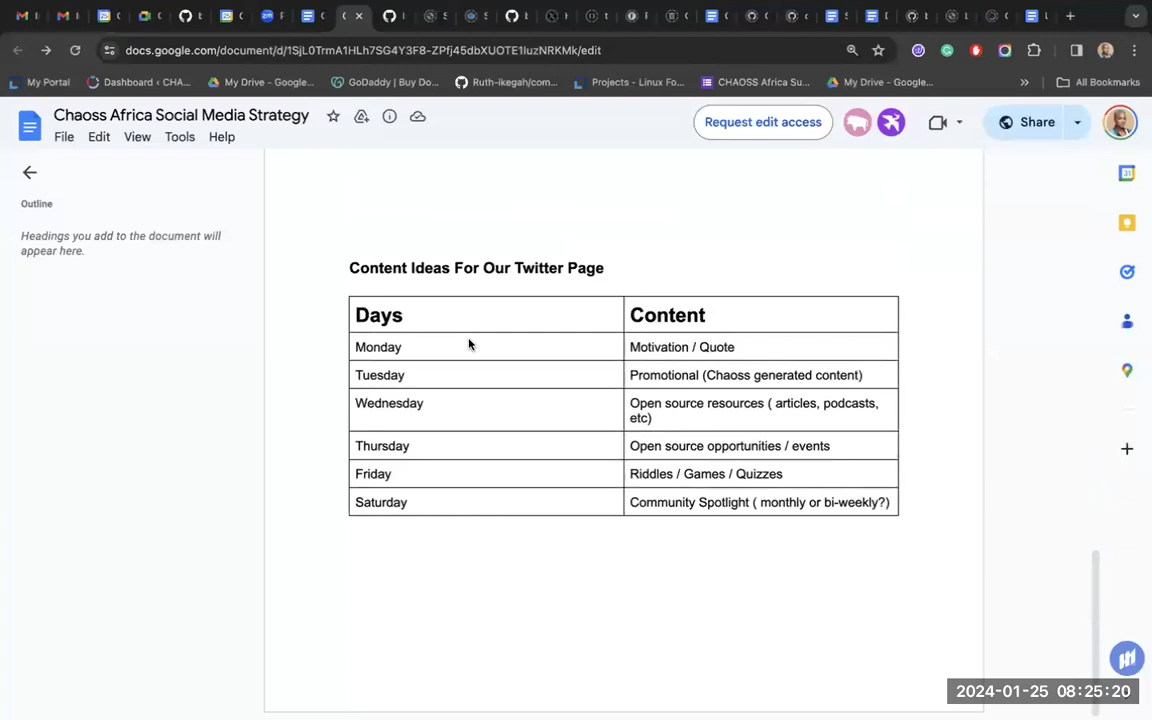 docs.google.com/document/d/1SjL0TrmA1HLh7SG4Y3F8-ZPfj45dbXUOTE1IuzNRKMk/edit
My Portal
Dashboard ‹ CHA...
My Drive – Google...
GoDaddy | Buy Do...
Ruth-ikegah/com...
Projects - Linux Fo...
CHAOSS Africa Su...
My Drive – Google...
»
All Bookmarks
Chaoss Africa Social Media Strategy
File Edit View Tools Help
Request edit access
Share
Outline
Headings you add to the document will
appear here.
Content Ideas For Our Twitter Page
Days Content
Monday Motivation / Quote
Tuesday Promotional (Chaoss generated content)
Wednesday Open source resources ( articles, podcasts,
etc)
Thursday Open source opportunities / events
Friday Riddles / Games / Quizzes
Saturday Community Spotlight ( monthly or bi-weekly?)
2024-01-25 08:25:20